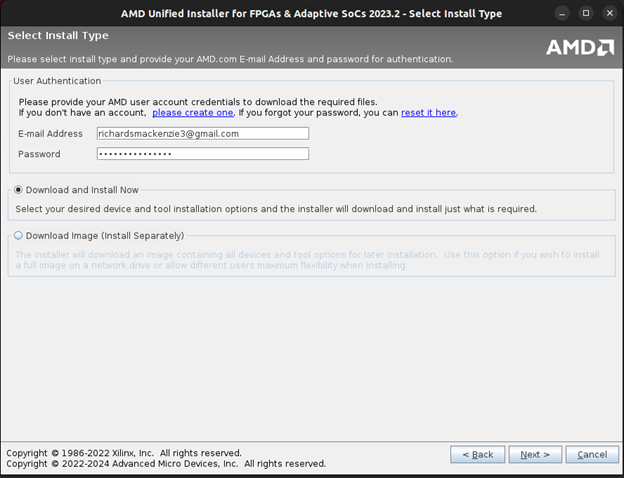 AMD Unified Installer for FPGAs & Adaptive SoCs 2023.2 - Select Install Type
Select Install Type
Please select install type and provide your AMD.com E-mail Address and password for authentication.
AMD
User Authentication
Please provide your AMD user account credentials to download the required files.
If you don't have an account, please create one. If you forgot your password, you can reset it here.
E-mail Address richardsmackenzie3@gmail.com
Password •••••••••••••••
Download and Install Now
Select your desired device and tool installation options and the installer will download and install just what is required.
Download Image (Install Separately)
The installer will download an image containing all devices and tool options for later installation. Use this option if you wish to install
a full image on a network drive or allow different users maximum flexibility when installing.
Copyright © 1986-2022 Xilinx, Inc. All rights reserved.
Copyright © 2022-2024 Advanced Micro Devices, Inc. All rights reserved.
< Back Next > Cancel